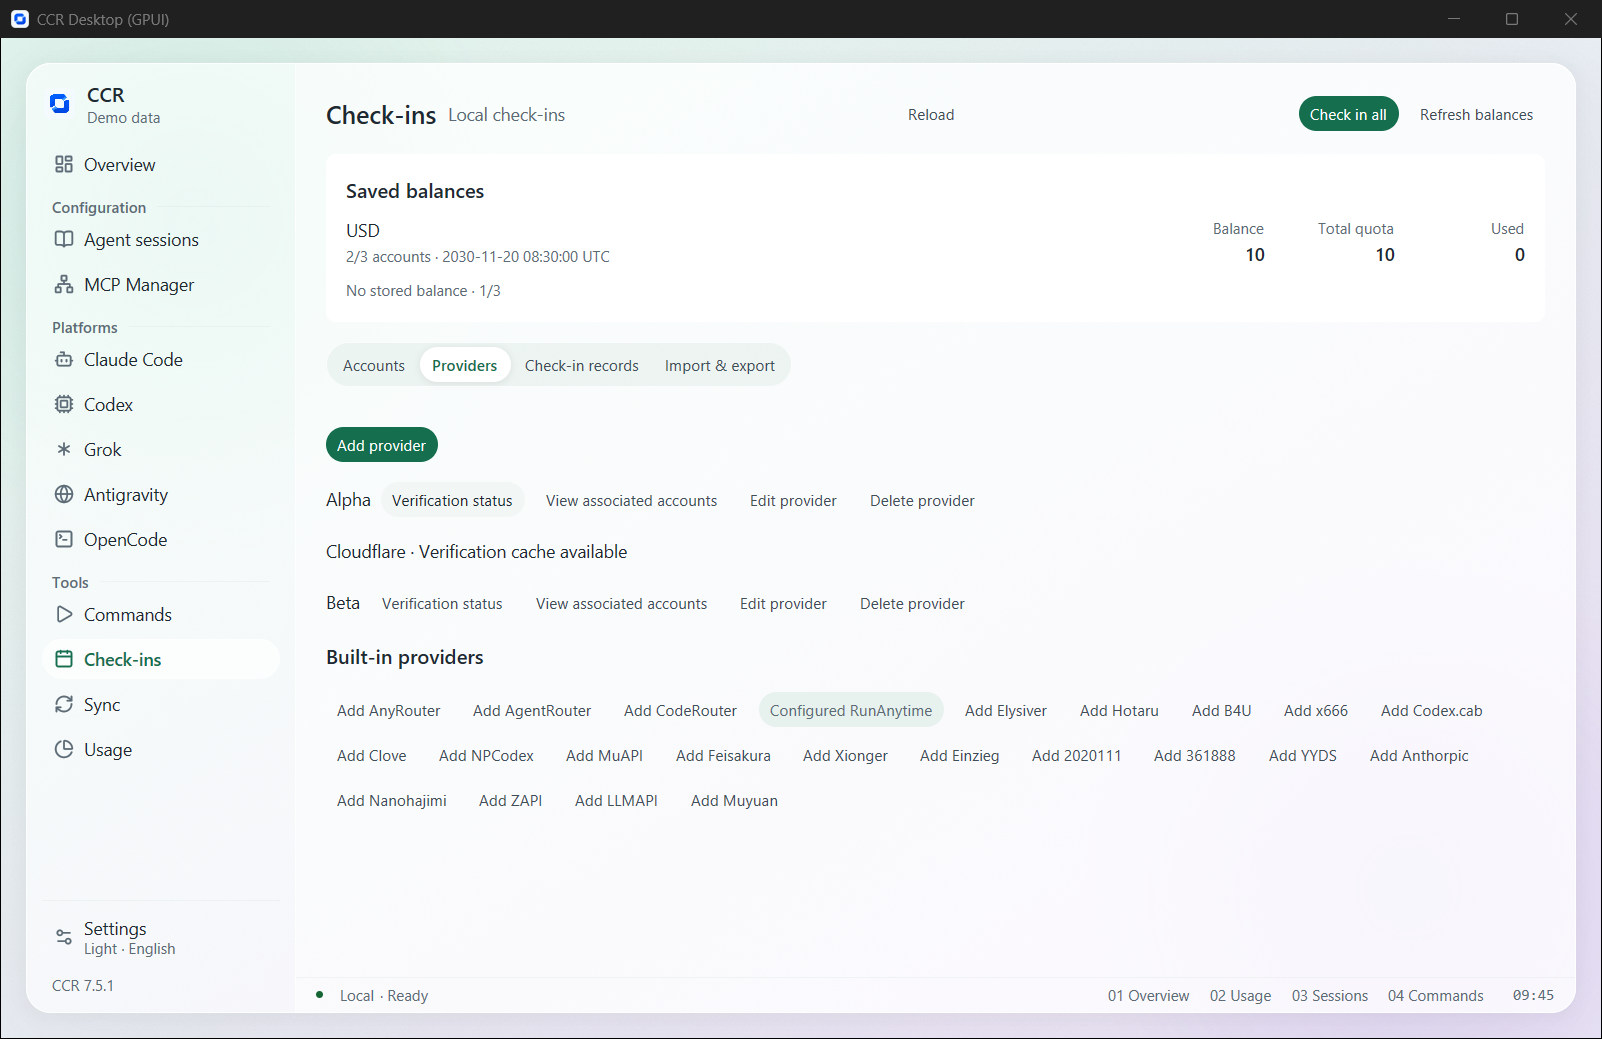 CCR Desktop (GPUI)
CCR
Demo data
Overview
Configuration
Agent sessions
MCP Manager
Platforms
Claude Code
Codex
Grok
Antigravity
OpenCode
Tools
Commands
Check-ins
Sync
Usage
Settings
Light · English
CCR 7.5.1
Check-ins Local check-ins Reload Check in all Refresh balances
Saved balances
USD
2/3 accounts · 2030-11-20 08:30:00 UTC
No stored balance · 1/3
Balance Total quota Used
10 10 0
Accounts Providers Check-in records Import & export
Add provider
Alpha Verification status View associated accounts Edit provider Delete provider
Cloudflare · Verification cache available
Beta Verification status View associated accounts Edit provider Delete provider
Built-in providers
Add AnyRouter Add AgentRouter Add CodeRouter Configured RunAnytime Add Elysiver Add Hotaru Add B4U Add x666 Add Codex.cab
Add Clove Add NPCodex Add MuAPI Add Feisakura Add Xionger Add Einzieg Add 2020111 Add 361888 Add YYDS Add Anthorpic
Add Nanohajimi Add ZAPI Add LLMAPI Add Muyuan
Local · Ready 01 Overview 02 Usage 03 Sessions 04 Commands 09:45